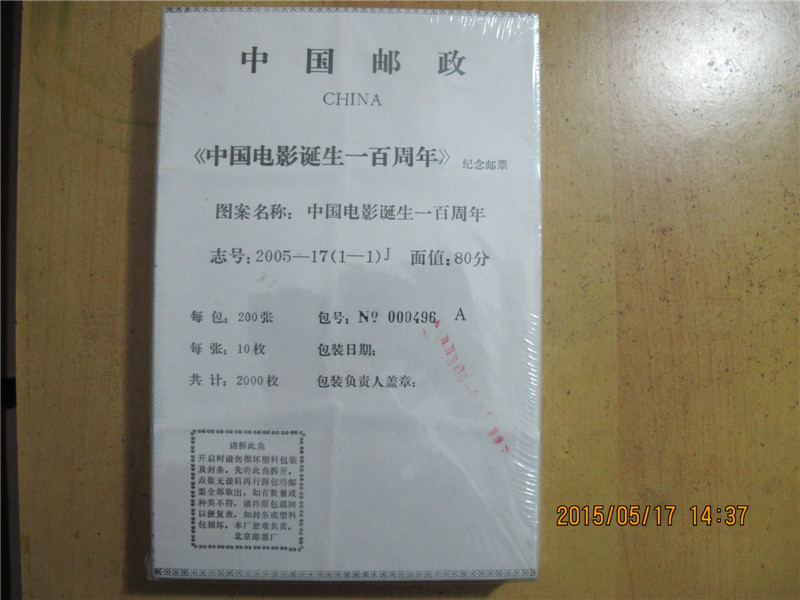 中国邮政
CHINA
《中国电影诞生一百周年》 纪念邮票
图案名称：中国电影诞生一百周年
志号：2005—17(1—1)J 面值：80分
每 包：200张 包号：Nº 000496 A
每 张：10枚 包装日期：
共 计：2000枚 包装负责人盖章：
请拆此角
开启时请勿损坏塑料包装
及封条，先将此角拆开，
点数无误后再行拆包将邮
票全部取出，如有数量或
种类不符，请将原包退回
以便复查，如封条或塑料
包损坏，本厂恕难负责。
北京邮票厂
2015/05/17 14:37